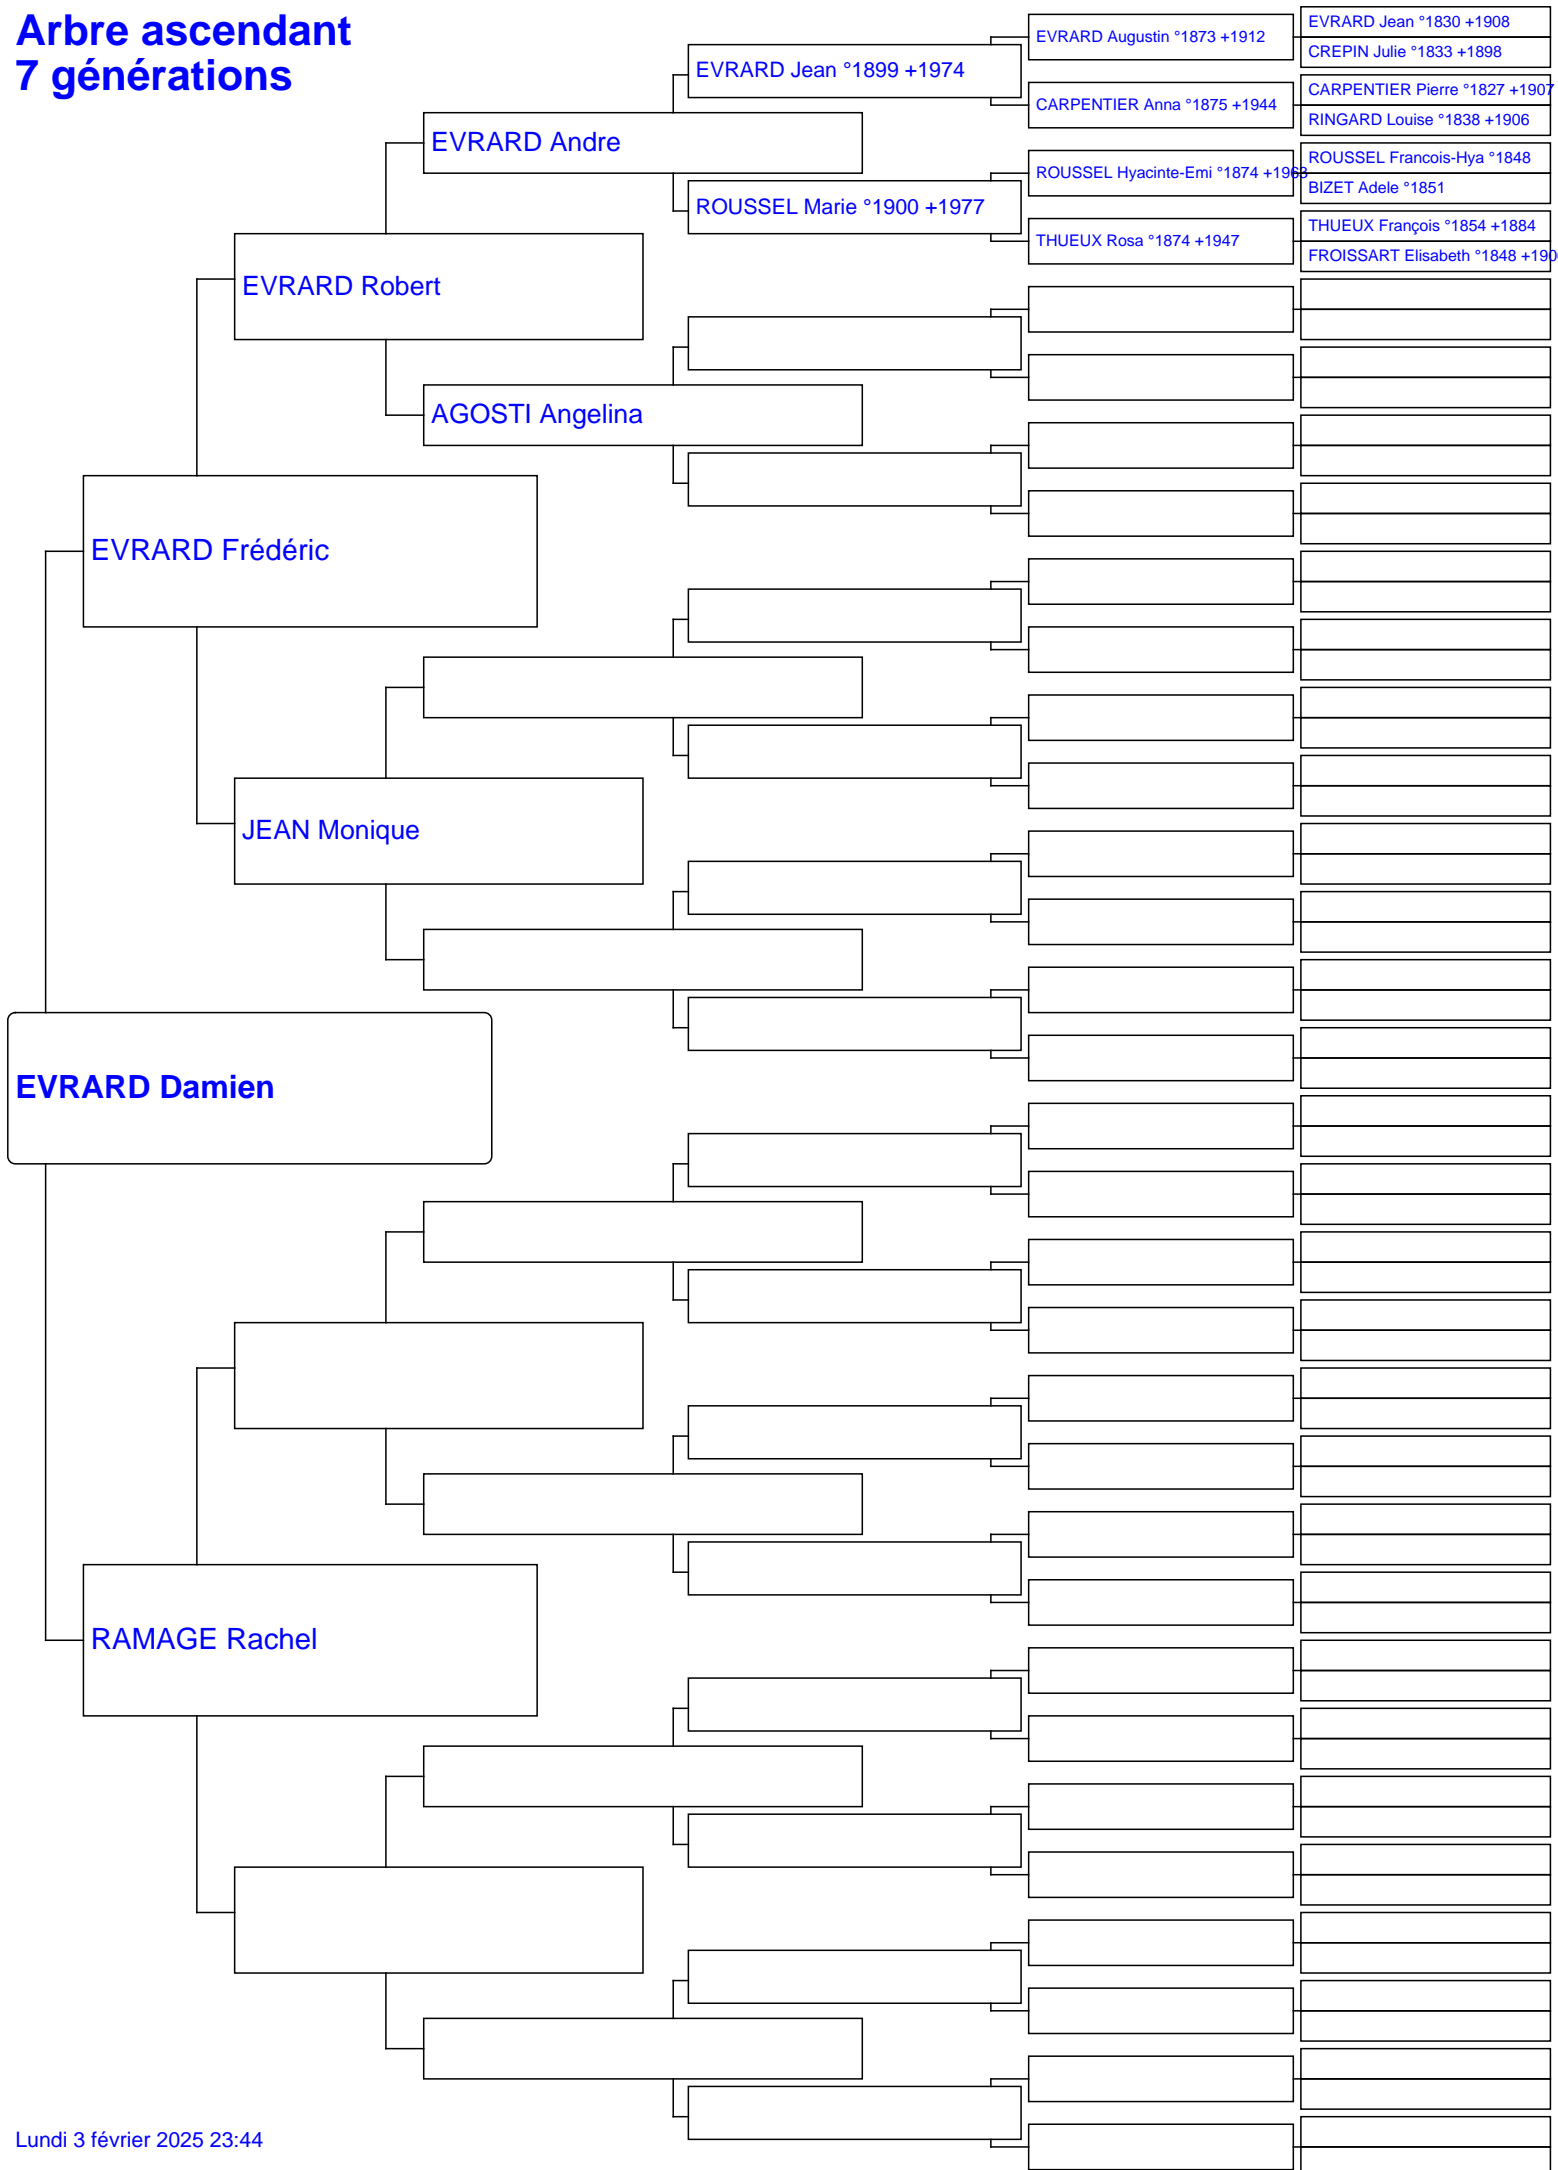 Arbre ascendant
7 générations
EVRARD Damien
EVRARD Frédéric
RAMAGE Rachel
EVRARD Robert
JEAN Monique
EVRARD Andre
AGOSTI Angelina
EVRARD Jean °1899 +1974
ROUSSEL Marie °1900 +1977
EVRARD Augustin °1873 +1912
CARPENTIER Anna °1875 +1944
ROUSSEL Hyacinte-Emi °1874 +1963
THUEUX Rosa °1874 +1947
EVRARD Jean °1830 +1908
CREPIN Julie °1833 +1898
CARPENTIER Pierre °1827 +1907
RINGARD Louise °1838 +1906
ROUSSEL Francois-Hya °1848
BIZET Adele °1851
THUEUX François °1854 +1884
FROISSART Elisabeth °1848 +190
Lundi 3 février 2025 23:44